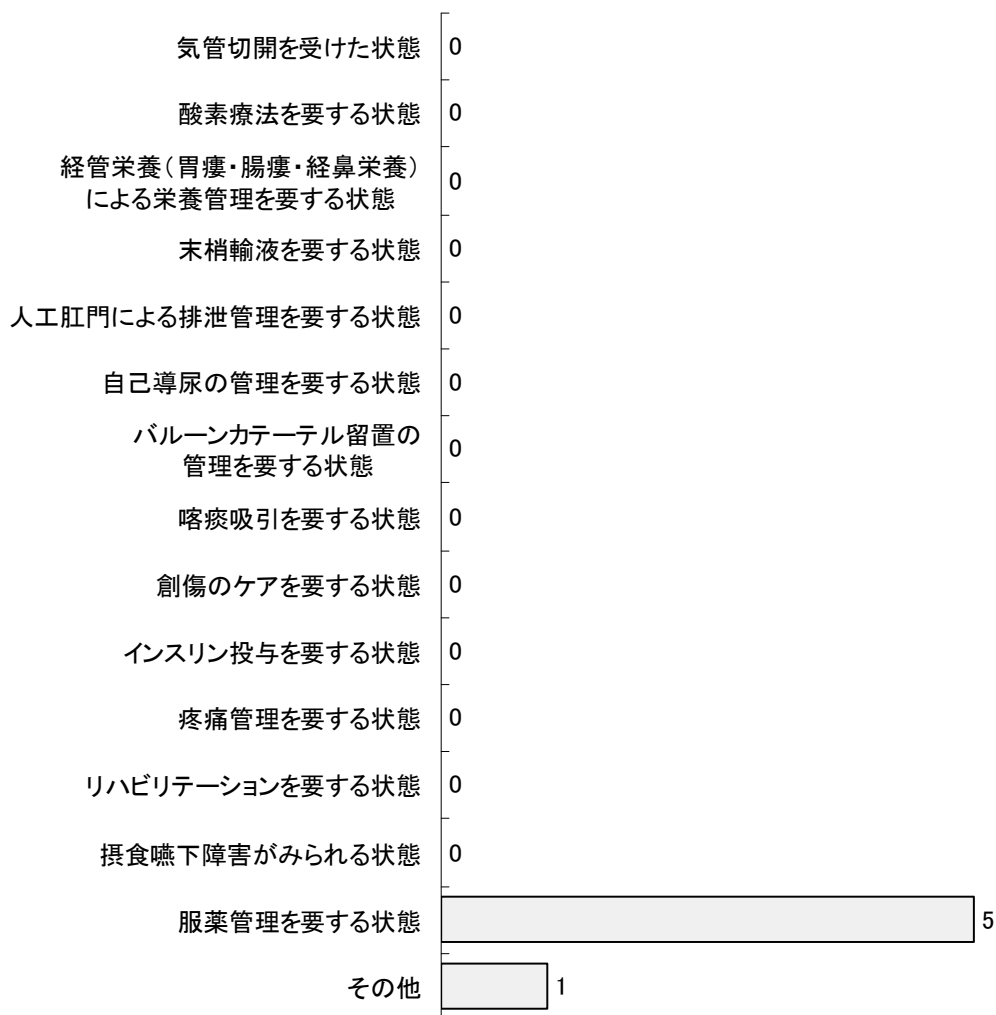 気管切開を受けた状態 0
酸素療法を要する状態 0
経管栄養(胃瘻・腸瘻・経鼻栄養)
による栄養管理を要する状態 0
末梢輸液を要する状態 0
人工肛門による排泄管理を要する状態 0
自己導尿の管理を要する状態 0
バルーンカテーテル留置の
管理を要する状態 0
喀痰吸引を要する状態 0
創傷のケアを要する状態 0
インスリン投与を要する状態 0
疼痛管理を要する状態 0
リハビリテーションを要する状態 0
摂食嚥下障害がみられる状態 0
服薬管理を要する状態 5
その他 1